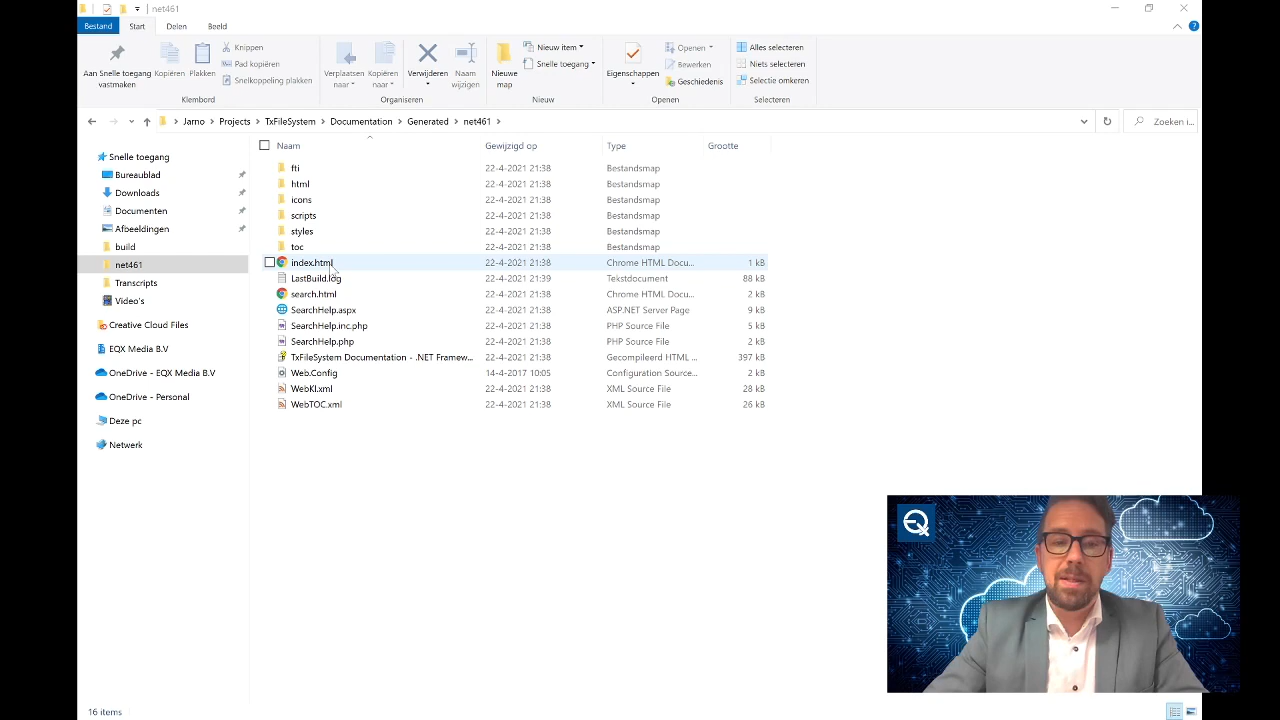 net461
Bestand Start Delen Beeld
Aan Snelle toegang vastmaken
Kopiëren
Plakken
Knippen
Pad kopiëren
Snelkoppeling plakken
Klembord
Verplaatsen naar
Kopiëren naar
Verwijderen
Naam wijzigen
Organiseren
Nieuwe map
Nieuw item
Snelle toegang
Nieuw
Eigenschappen
Openen
Bewerken
Geschiedenis
Openen
Alles selecteren
Niets selecteren
Selectie omkeren
Selecteren
Jarno > Projects > TxFileSystem > Documentation > Generated > net461 >
Zoeken i...
Snelle toegang
Bureaublad
Downloads
Documenten
Afbeeldingen
build
net461
Transcripts
Video's
Creative Cloud Files
EQX Media B.V
OneDrive - EQX Media B.V
OneDrive - Personal
Deze pc
Netwerk
Naam Gewijzigd op Type Grootte
fti 22-4-2021 21:38 Bestandsmap
html 22-4-2021 21:38 Bestandsmap
icons 22-4-2021 21:38 Bestandsmap
scripts 22-4-2021 21:38 Bestandsmap
styles 22-4-2021 21:38 Bestandsmap
toc 22-4-2021 21:38 Bestandsmap
index.html 22-4-2021 21:38 Chrome HTML Docu... 1 kB
LastBuild.log 22-4-2021 21:39 Tekstdocument 88 kB
search.html 22-4-2021 21:38 Chrome HTML Docu... 2 kB
SearchHelp.aspx 22-4-2021 21:38 ASP.NET Server Page 9 kB
SearchHelp.inc.php 22-4-2021 21:38 PHP Source File 5 kB
SearchHelp.php 22-4-2021 21:38 PHP Source File 2 kB
TxFileSystem Documentation - .NET Framew... 22-4-2021 21:38 Gecompileerd HTML ... 397 kB
Web.Config 14-4-2017 10:05 Configuration Source... 2 kB
WebKI.xml 22-4-2021 21:38 XML Source File 28 kB
WebTOC.xml 22-4-2021 21:38 XML Source File 26 kB
EQx
16 items